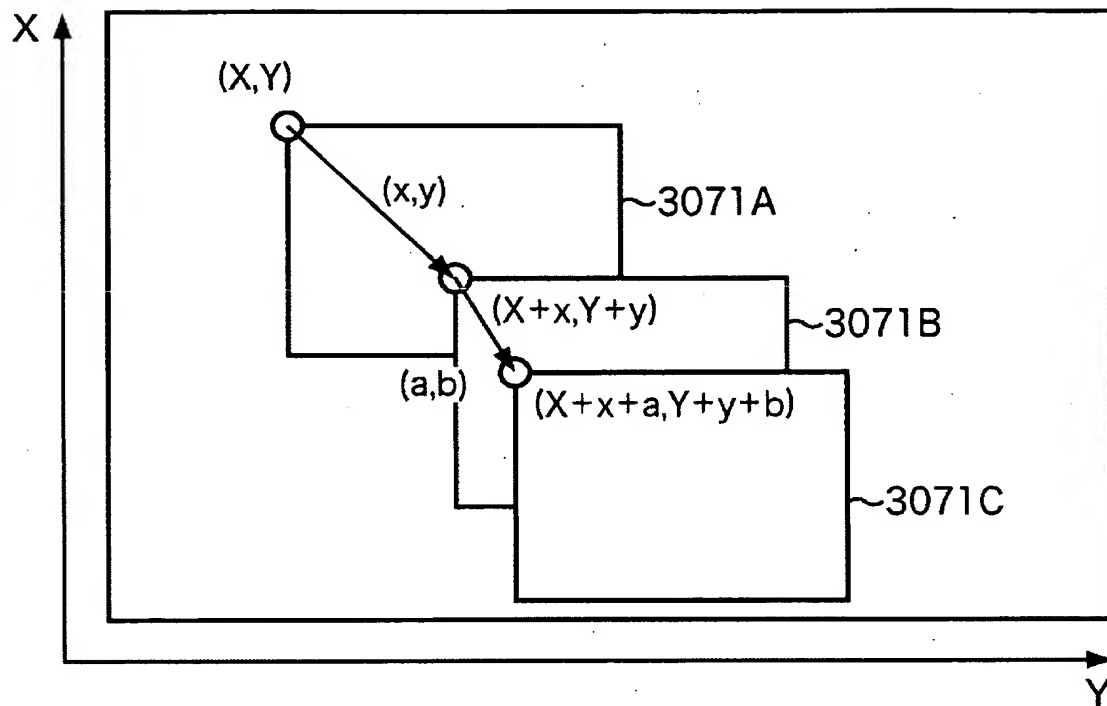 X
(X,Y)
(x,y)
3071A
(X+x,Y+y)
3071B
(a,b)
(X+x+a,Y+y+b)
3071C
Y